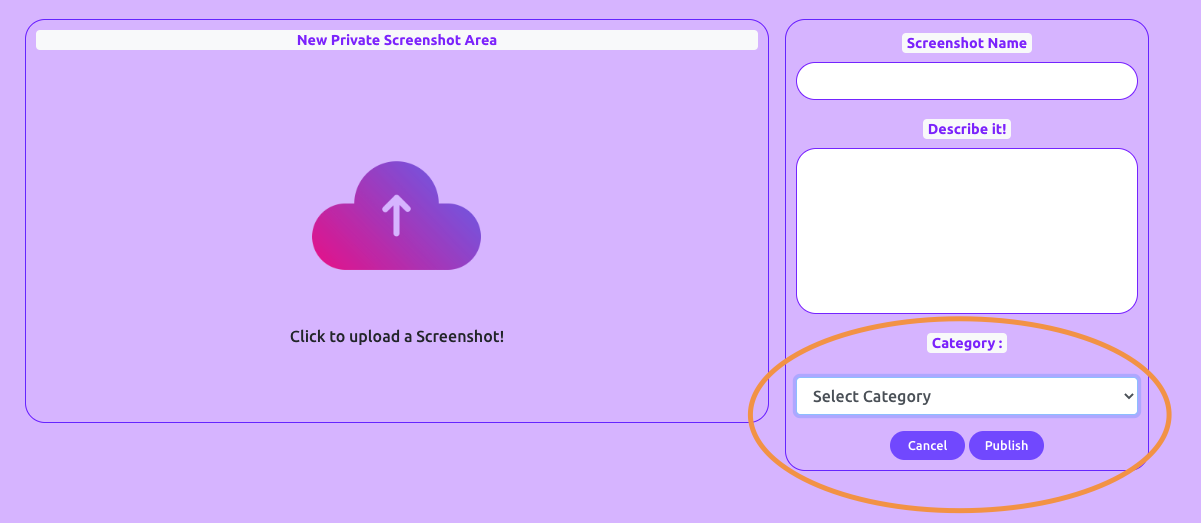 New Private Screenshot Area
Click to upload a Screenshot!
Screenshot Name
Describe it!
Category :
Select Category
Cancel Publish